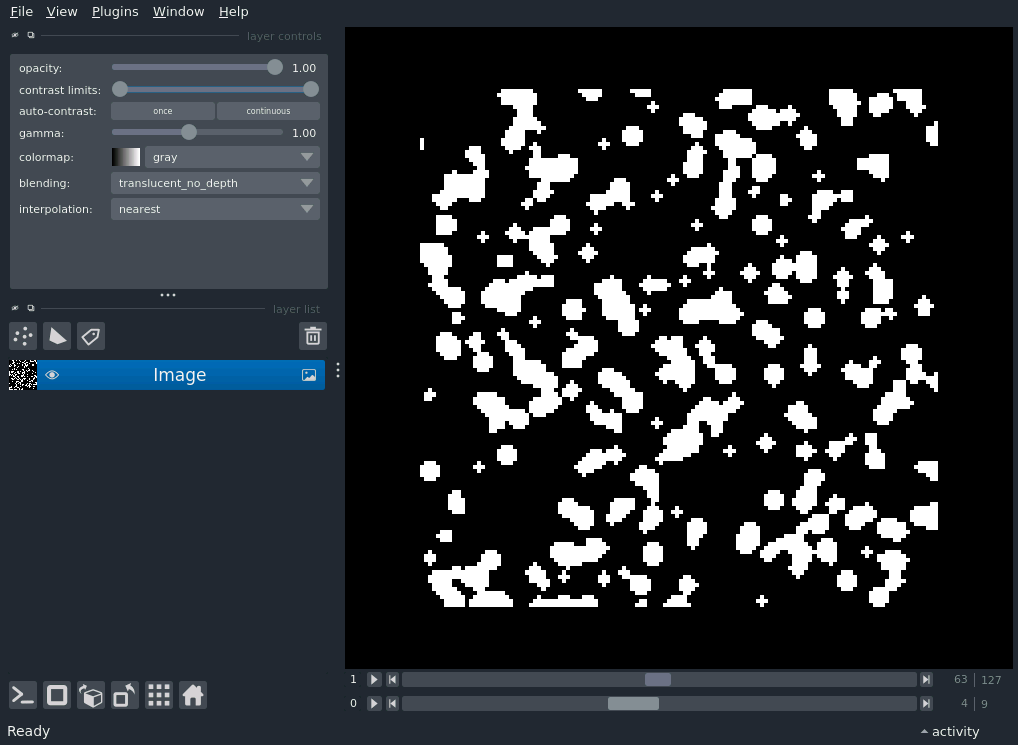 File View Plugins Window Help
layer controls
opacity: 1.00
contrast limits:
auto-contrast: once continuous
gamma: 1.00
colormap: gray
blending: translucent_no_depth
interpolation: nearest
layer list
Image
1 63 127
0 4 9
Ready activity